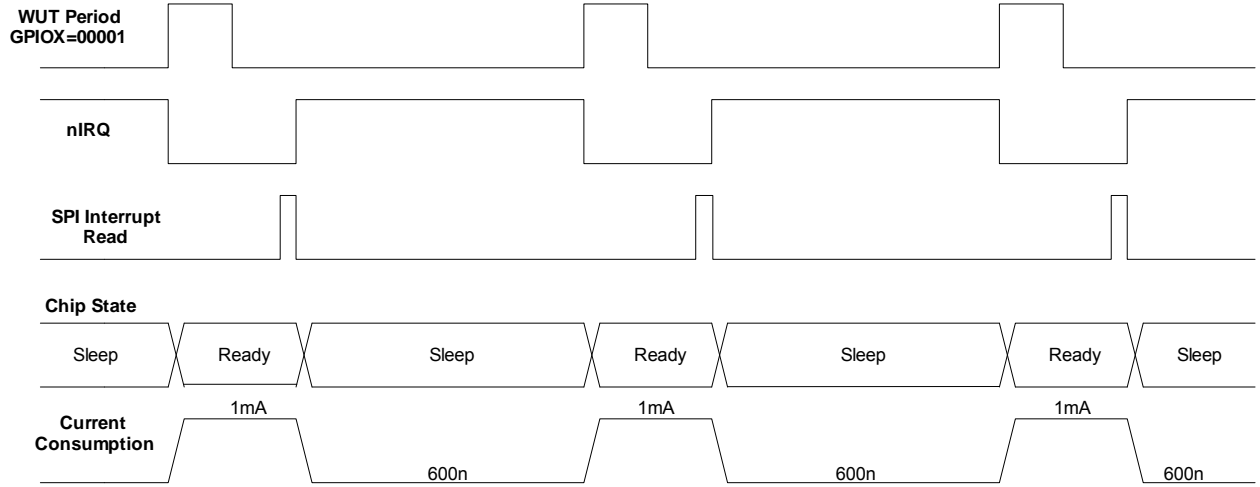 WUT Period
GPIOX=00001
nIRQ
SPI Interrupt
Read
Chip State
Sleep Ready Sleep Ready Sleep Ready Sleep
Current
Consumption
1mA 1mA 1mA
600n 600n 600n